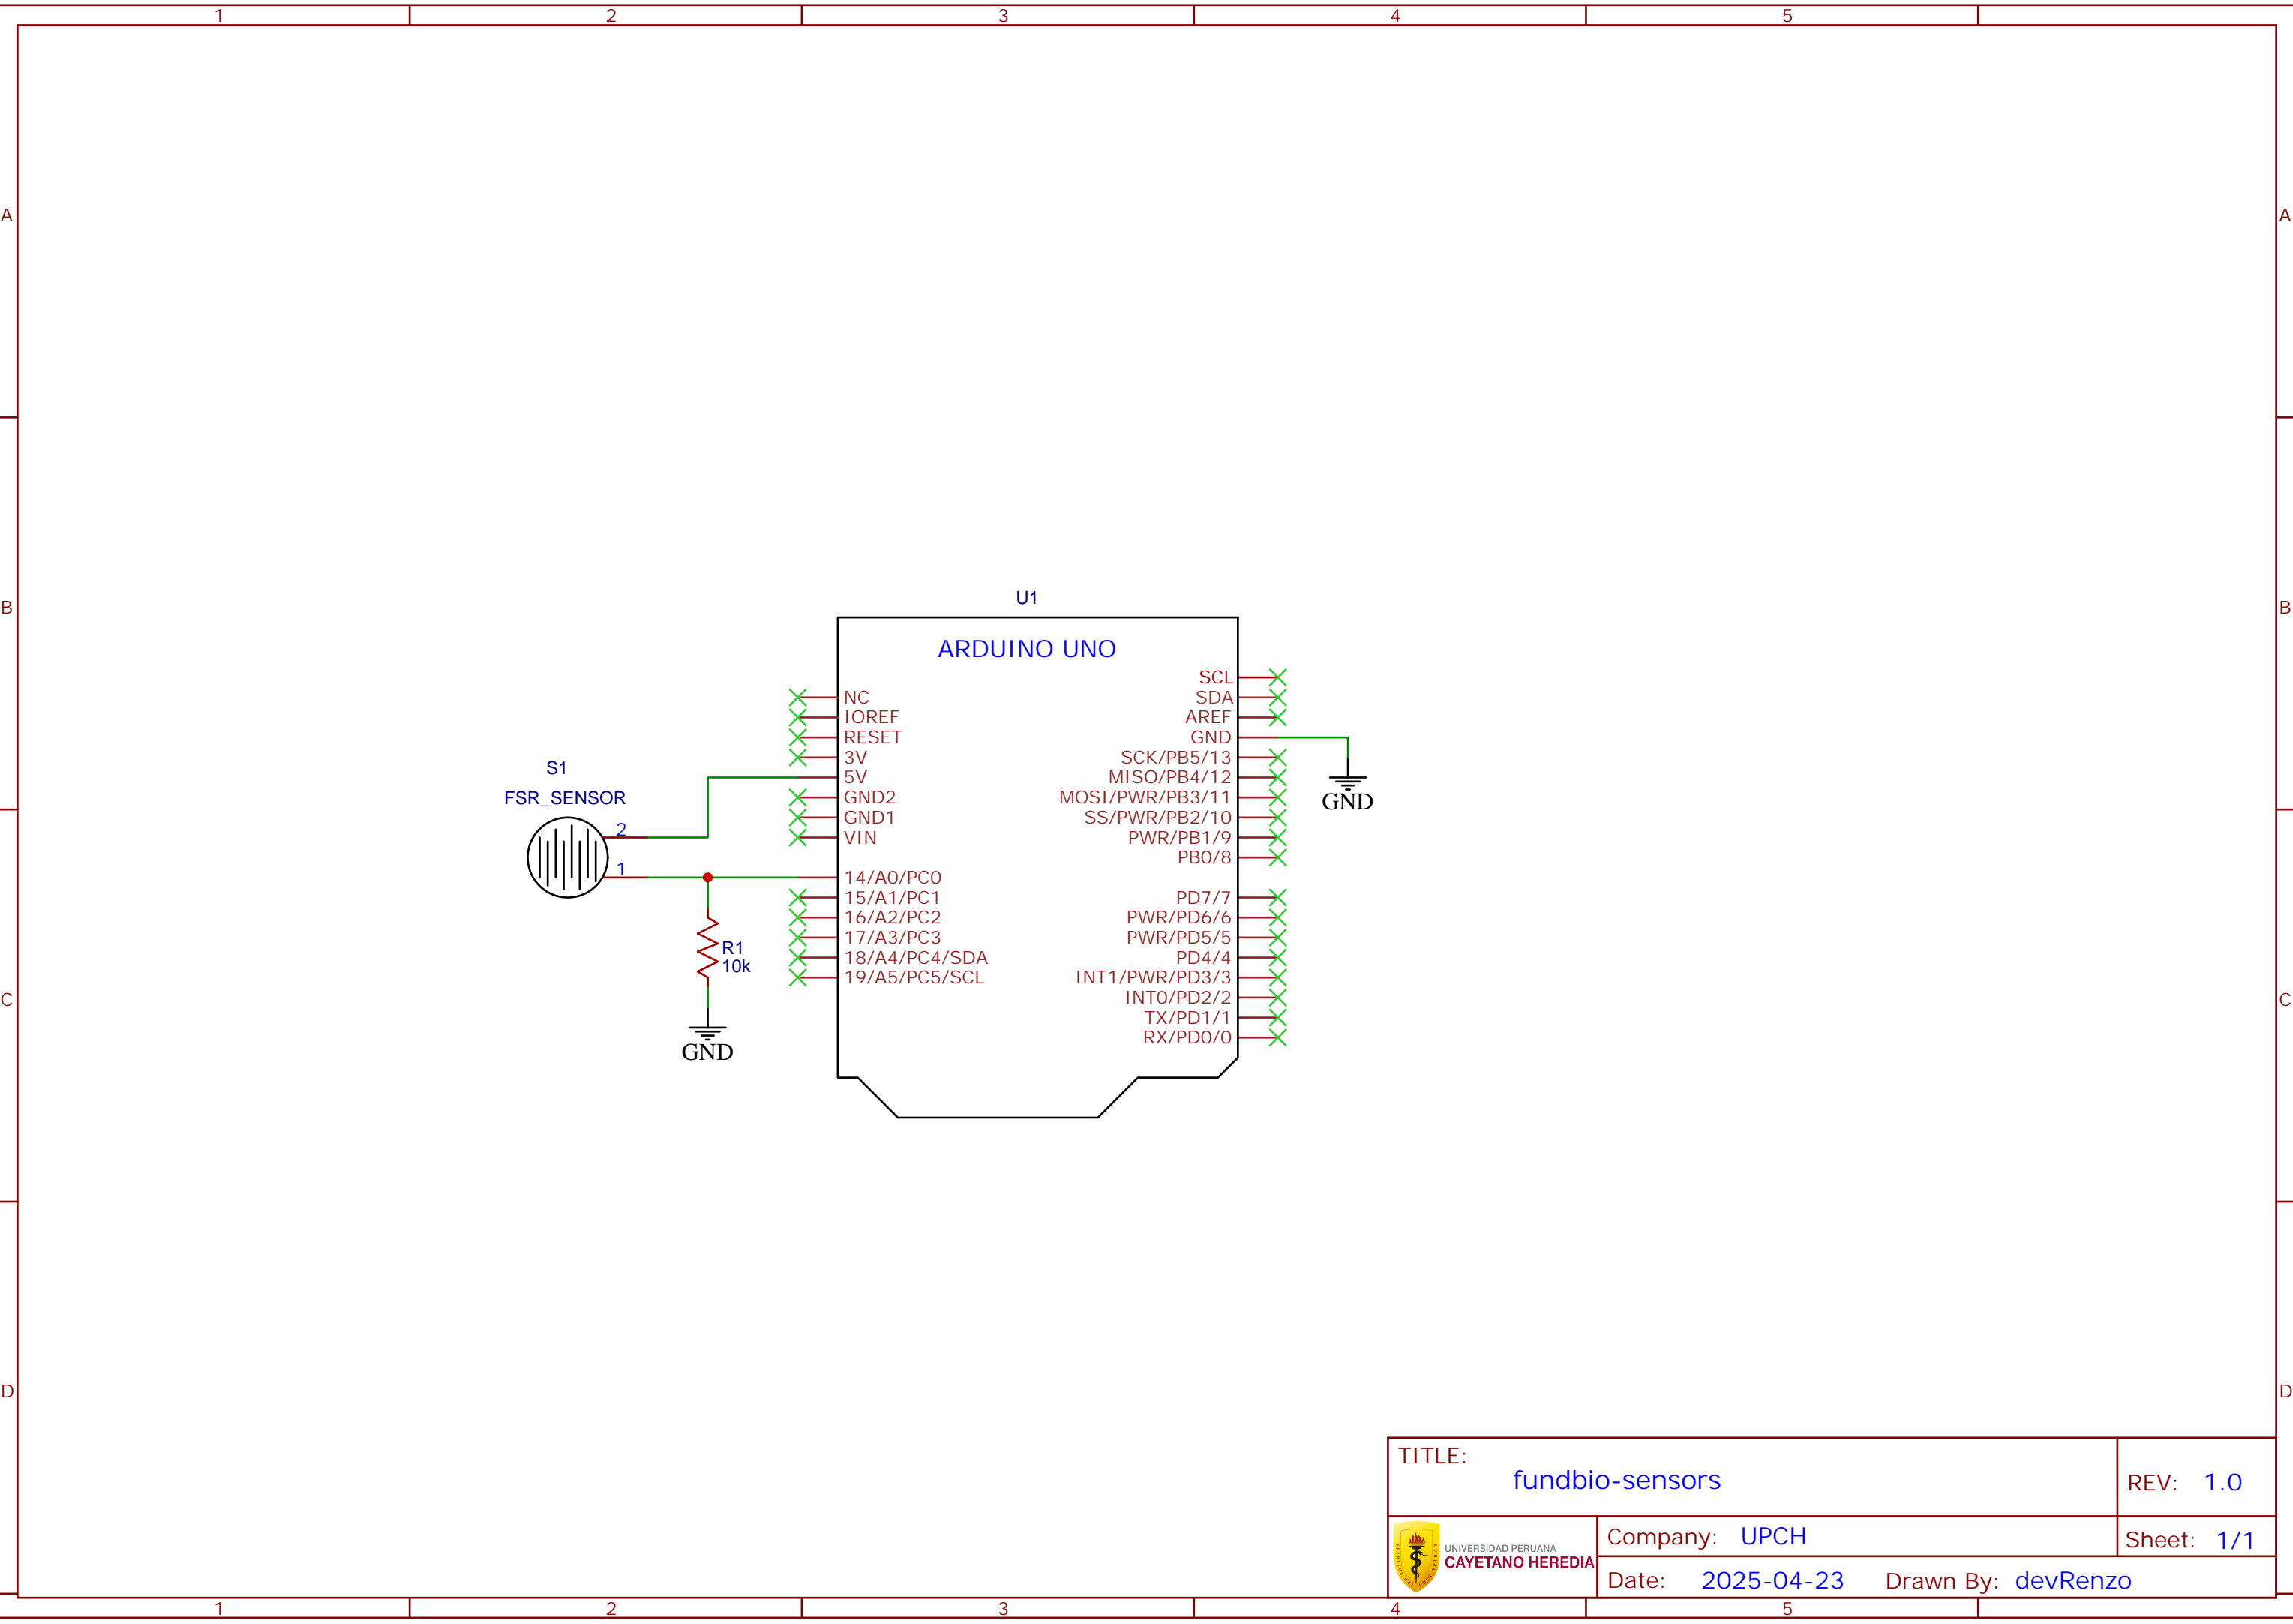 1 2 3 4 5
A A
B B
C C
D D
U1
ARDUINO UNO
NC
IOREF
RESET
3V
5V
GND2
GND1
VIN
14/A0/PC0
15/A1/PC1
16/A2/PC2
17/A3/PC3
18/A4/PC4/SDA
19/A5/PC5/SCL
SCL
SDA
AREF
GND
SCK/PB5/13
MISO/PB4/12
MOSI/PWR/PB3/11
SS/PWR/PB2/10
PWR/PB1/9
PB0/8
PD7/7
PWR/PD6/6
PWR/PD5/5
PD4/4
INT1/PWR/PD3/3
INT0/PD2/2
TX/PD1/1
RX/PD0/0
GND
S1
FSR_SENSOR
2
1
R1
10k
GND
TITLE:
fundbio-sensors
REV: 1.0
UNIVERSIDAD PERUANA
CAYETANO HEREDIA
Company: UPCH
Sheet: 1/1
Date: 2025-04-23 Drawn By: devRenzo
1 2 3 4 5